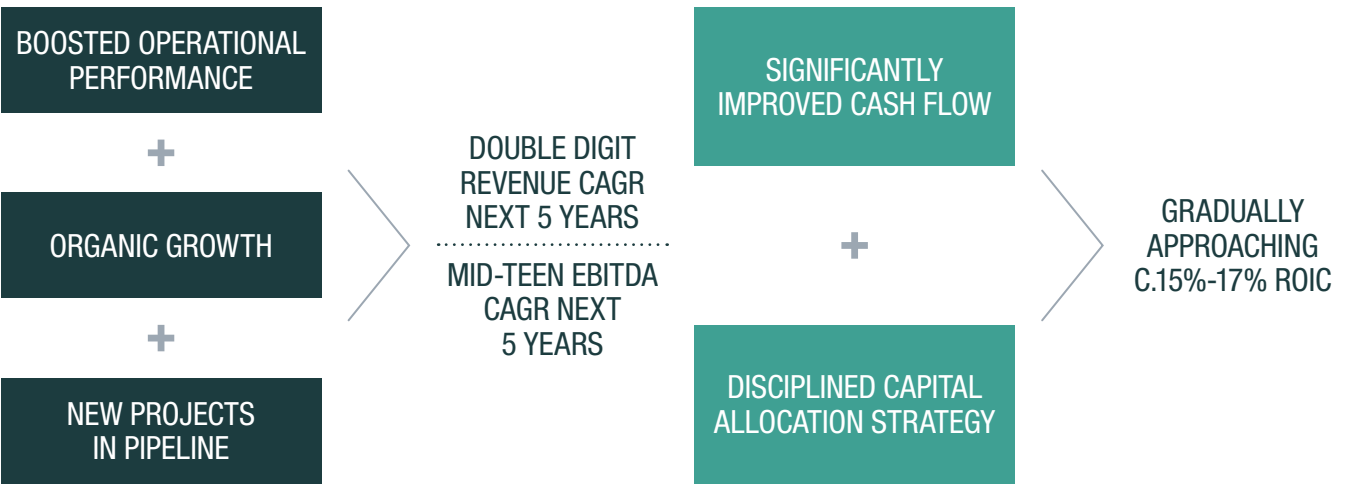 BOOSTED OPERATIONAL
PERFORMANCE
+
ORGANIC GROWTH
+
NEW PROJECTS
IN PIPELINE
DOUBLE DIGIT
REVENUE CAGR
NEXT 5 YEARS
MID-TEEN EBITDA
CAGR NEXT
5 YEARS
SIGNIFICANTLY
IMPROVED CASH FLOW
+
DISCIPLINED CAPITAL
ALLOCATION STRATEGY
GRADUALLY
APPROACHING
C.15%-17% ROIC